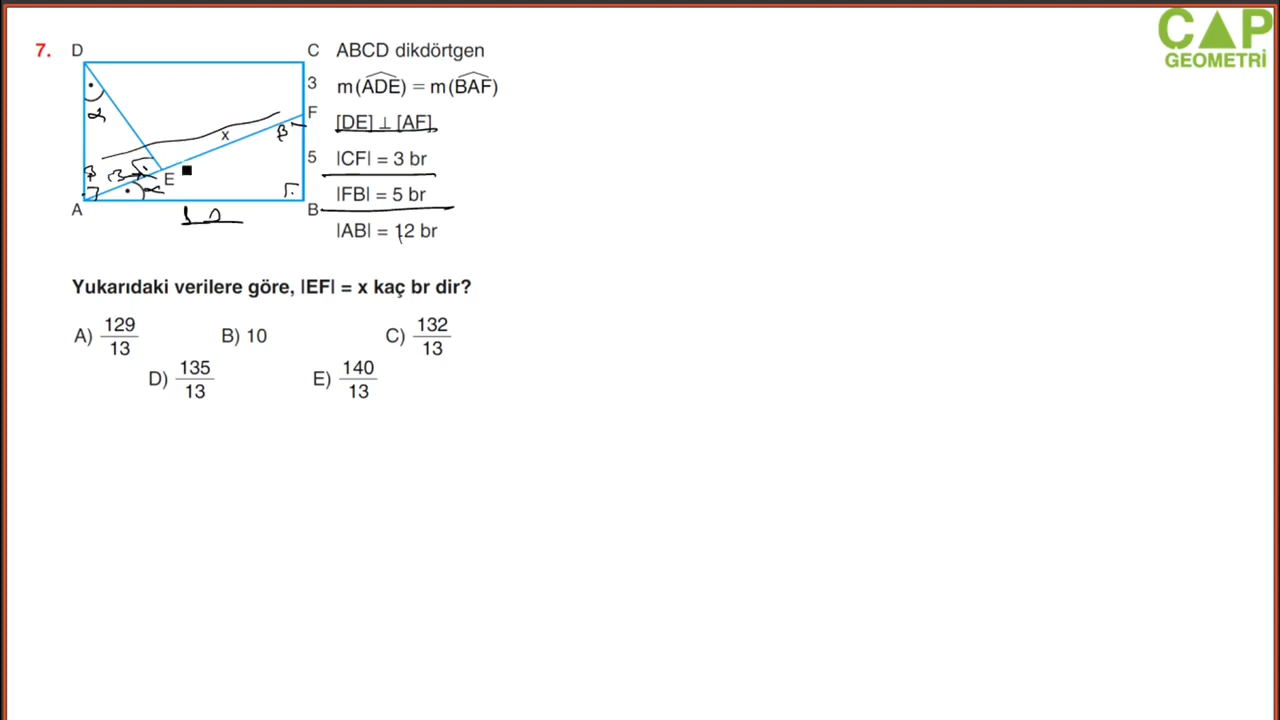 CAP
GEOMETRİ
7. D C ABCD dikdörtgen
3 m(ADE) = m(BAF)
α F [DE] ⊥ [AF]
x β
5 |CF| = 3 br
E α |FB| = 5 br
A B |AB| = 12 br
12
Yukarıdaki verilere göre, |EF| = x kaç br dir?
A) 129/13 B) 10 C) 132/13
D) 135/13 E) 140/13